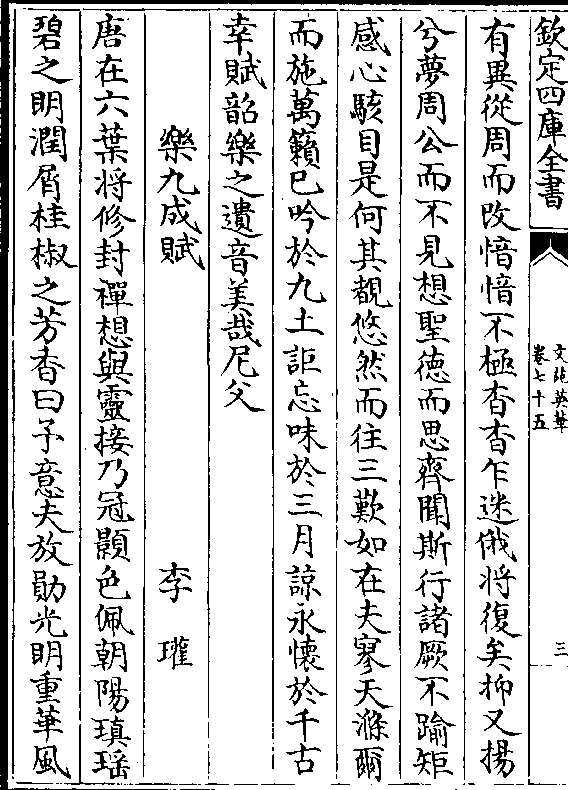 欽定四庫全書
文苑英華
卷七十五
三
有異從周而改愔愔不極杳杳乍迷俄將復矣抑又揚
兮夢周公而不見想聖徳而思齊聞斯行諸厥不踰矩
感心駭目是何其覩悠然而往三歎如在夫寥天滌爾
而施萬籟已吟於九土詎忘味於三月諒永懷於千古
幸賦韶樂之遺音美哉尼父
樂九成賦 李瓘
唐在六葉将修封禪想與靈接乃冠顥色佩朝陽瑱瑶
碧之明潤屑桂椒之芳香曰予意夫放勛光明重華風